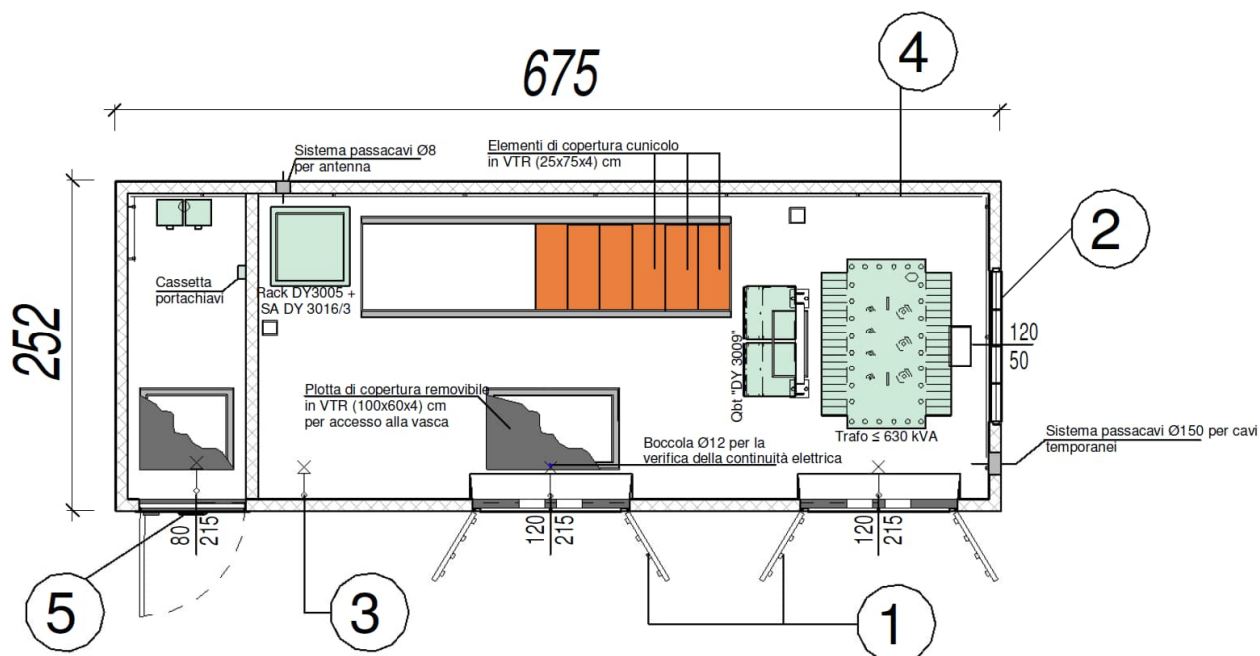 4
675
Sistema passacavi Ø8
per antenna
Elementi di copertura cunicolo
in VTR (25x75x4) cm
2
Cassetta
portachiavi
Rack DY3005 +
SA DY 3016/3
252
120
50
Qbt "DY 3009"
Plotta di copertura removibile
in VTR (100x60x4) cm
per accesso alla vasca
Trafo ≤ 630 kVA
Boccola Ø12 per la
verifica della continuità elettrica
Sistema passacavi Ø150 per cavi
temporanei
80
215
120
215
120
215
5
3
1